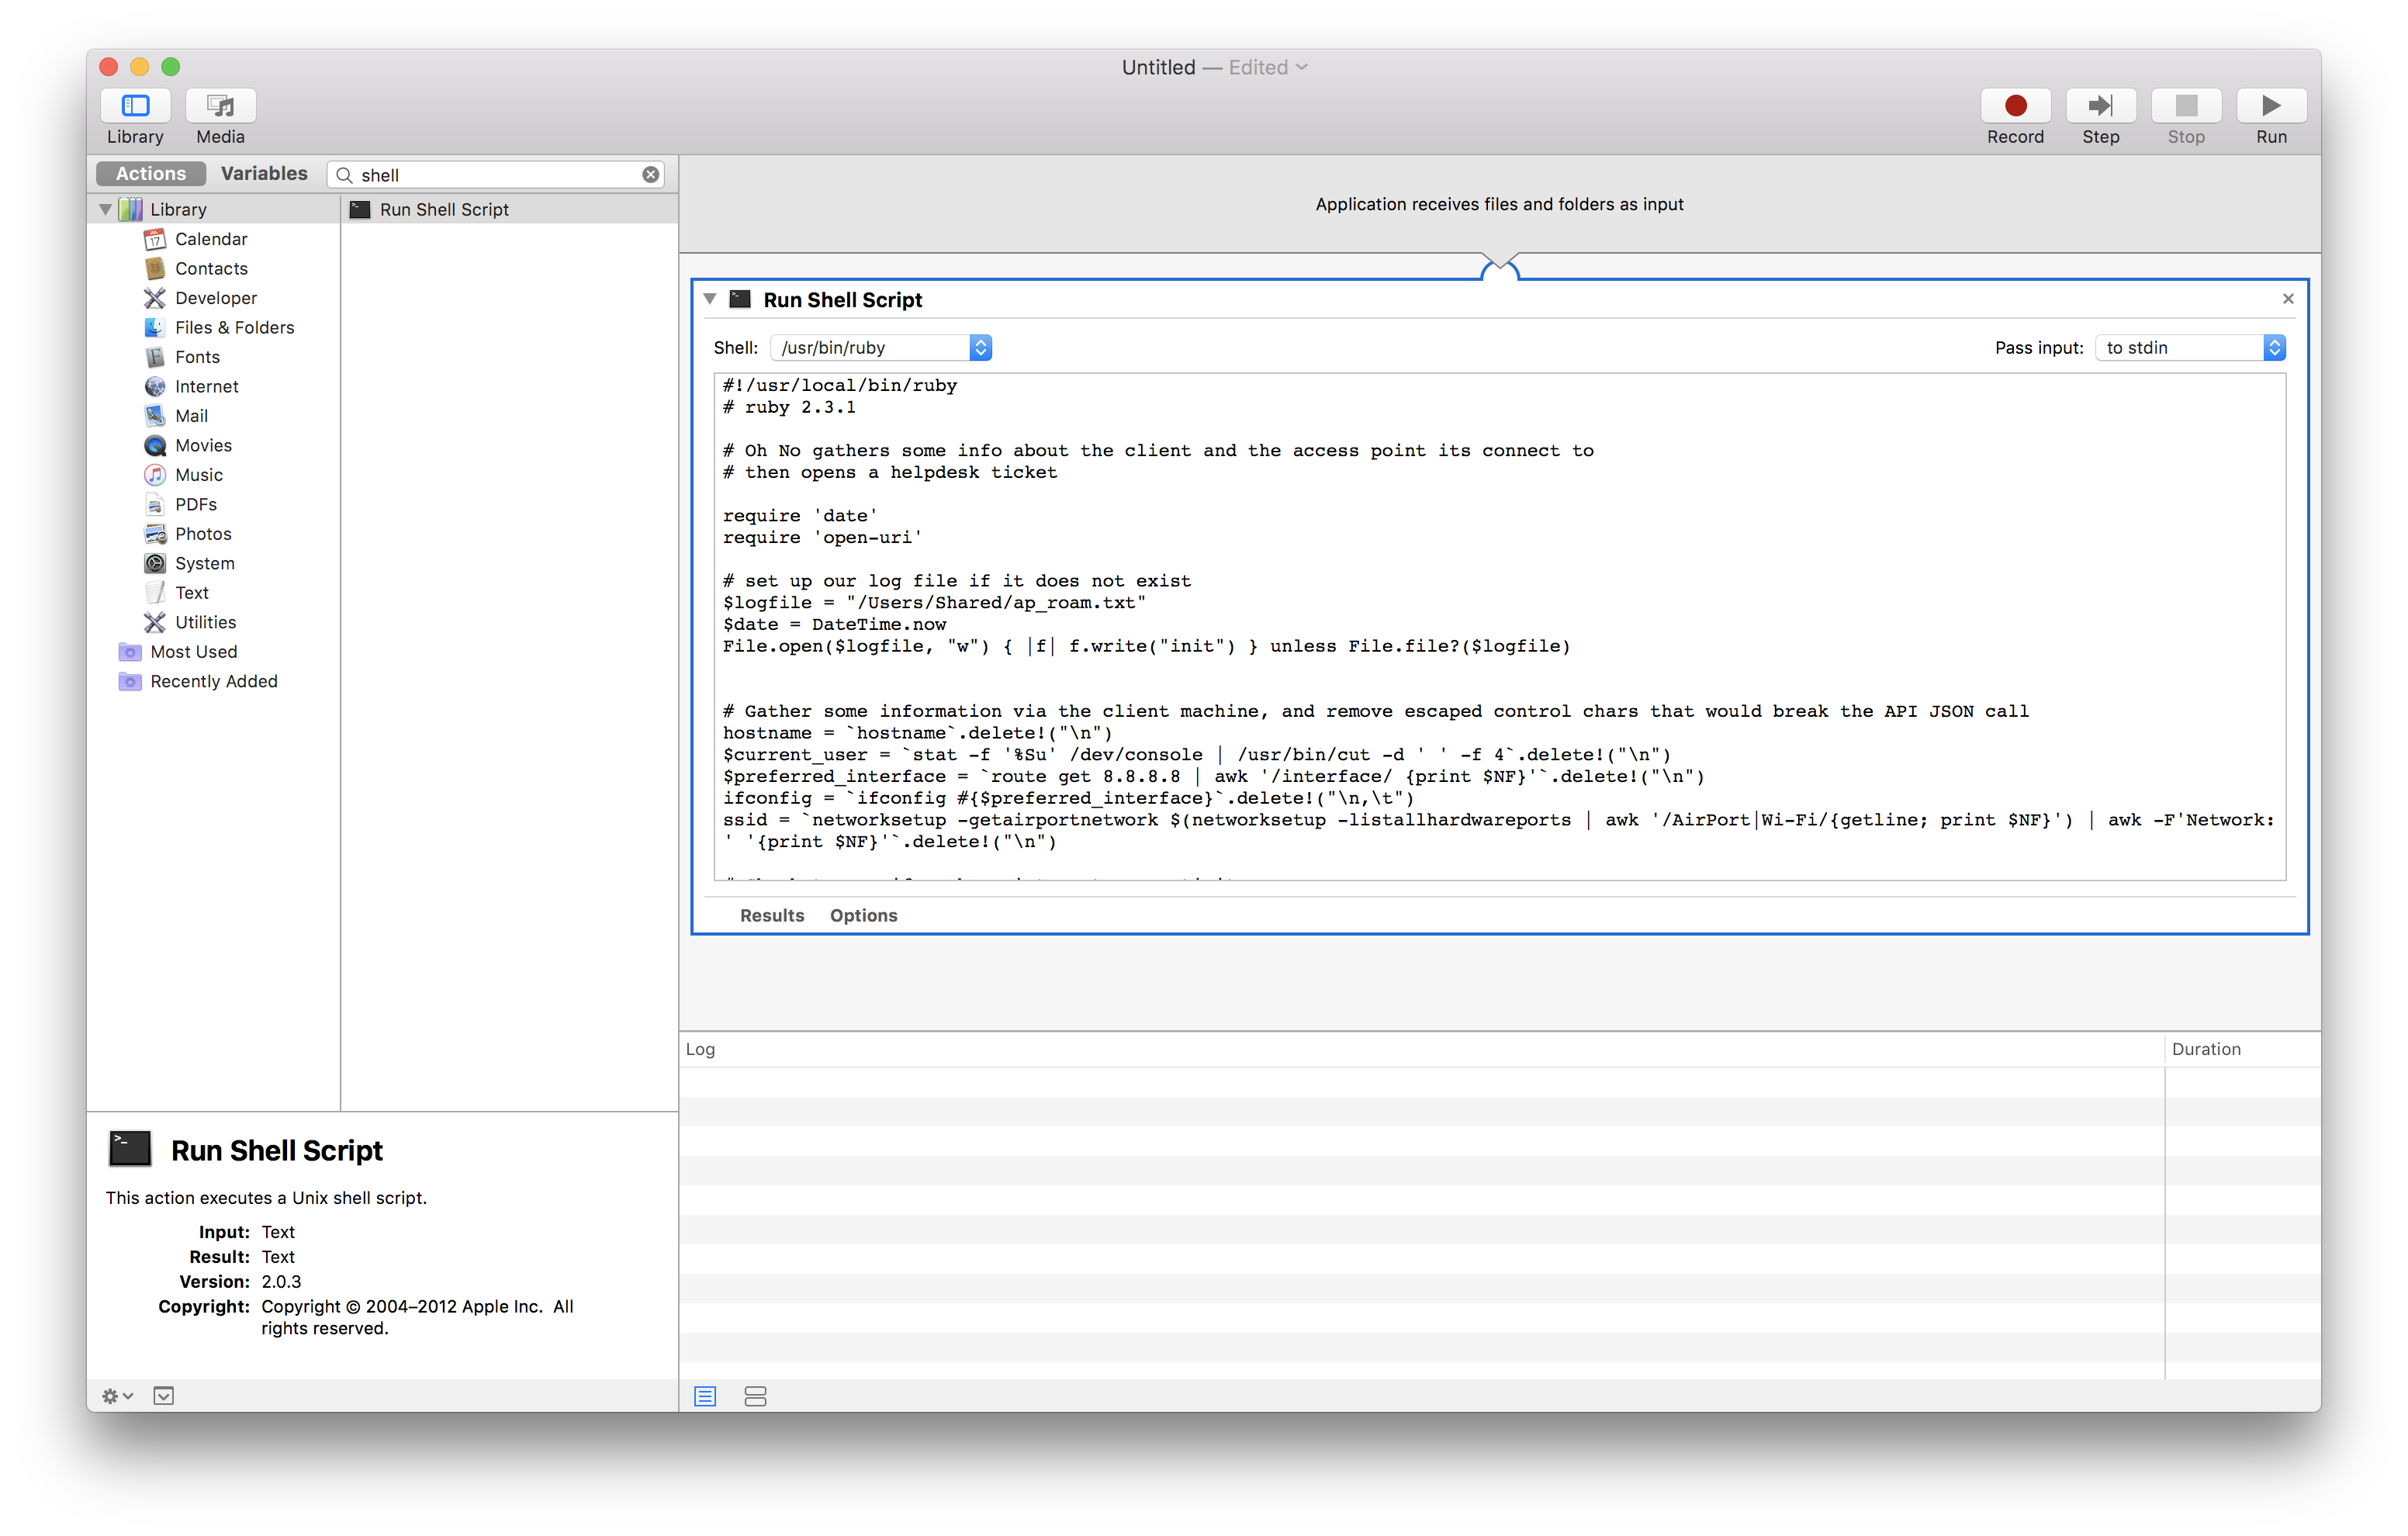 Untitled — Edited
Library
Media
Record
Step
Stop
Run
Actions
Variables
shell
Library
Calendar
Contacts
Developer
Files & Folders
Fonts
Internet
Mail
Movies
Music
PDFs
Photos
System
Text
Utilities
Most Used
Recently Added
Run Shell Script
Application receives files and folders as input
Run Shell Script
Shell: /usr/bin/ruby
Pass input: to stdin
#!/usr/local/bin/ruby
# ruby 2.3.1
# Oh No gathers some info about the client and the access point its connect to
# then opens a helpdesk ticket
require 'date'
require 'open-uri'
# set up our log file if it does not exist
$logfile = "/Users/Shared/ap_roam.txt"
$date = DateTime.now
File.open($logfile, "w") { |f| f.write("init") } unless File.file?($logfile)
# Gather some information via the client machine, and remove escaped control chars that would break the API JSON call
hostname = `hostname`.delete!("\n")
$current_user = `stat -f '%Su' /dev/console | /usr/bin/cut -d ' ' -f 4`.delete!("\n")
$preferred_interface = `route get 8.8.8.8 | awk '/interface/ {print $NF}'`.delete!("\n")
ifconfig = `ifconfig #{$preferred_interface}`.delete!("\n,\t")
ssid = `networksetup -getairportnetwork $(networksetup -listallhardwareports | awk '/AirPort|Wi-Fi/{getline; print $NF}') | awk -F'Network:
' '{print $NF}'`.delete!("\n")
Results
Options
Log
Duration
Run Shell Script
This action executes a Unix shell script.
Input: Text
Result: Text
Version: 2.0.3
Copyright: Copyright © 2004–2012 Apple Inc. All
rights reserved.